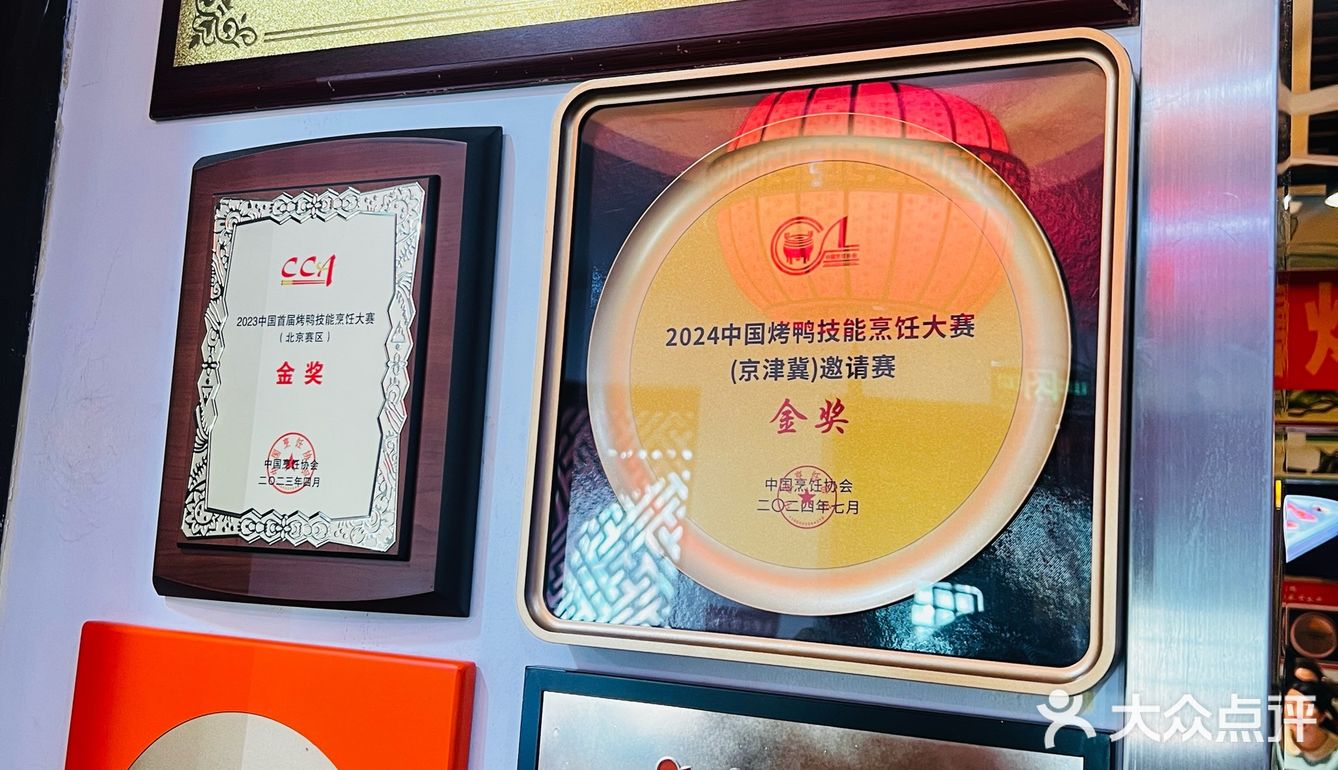 CCA
2023中国首届烤鸭技能烹饪大赛
(北京赛区)
金奖
中国烹饪协会
二〇二三年四月
2024中国烤鸭技能烹饪大赛
(京津冀)邀请赛
金奖
中国烹饪协会
二〇二四年七月
大众点评